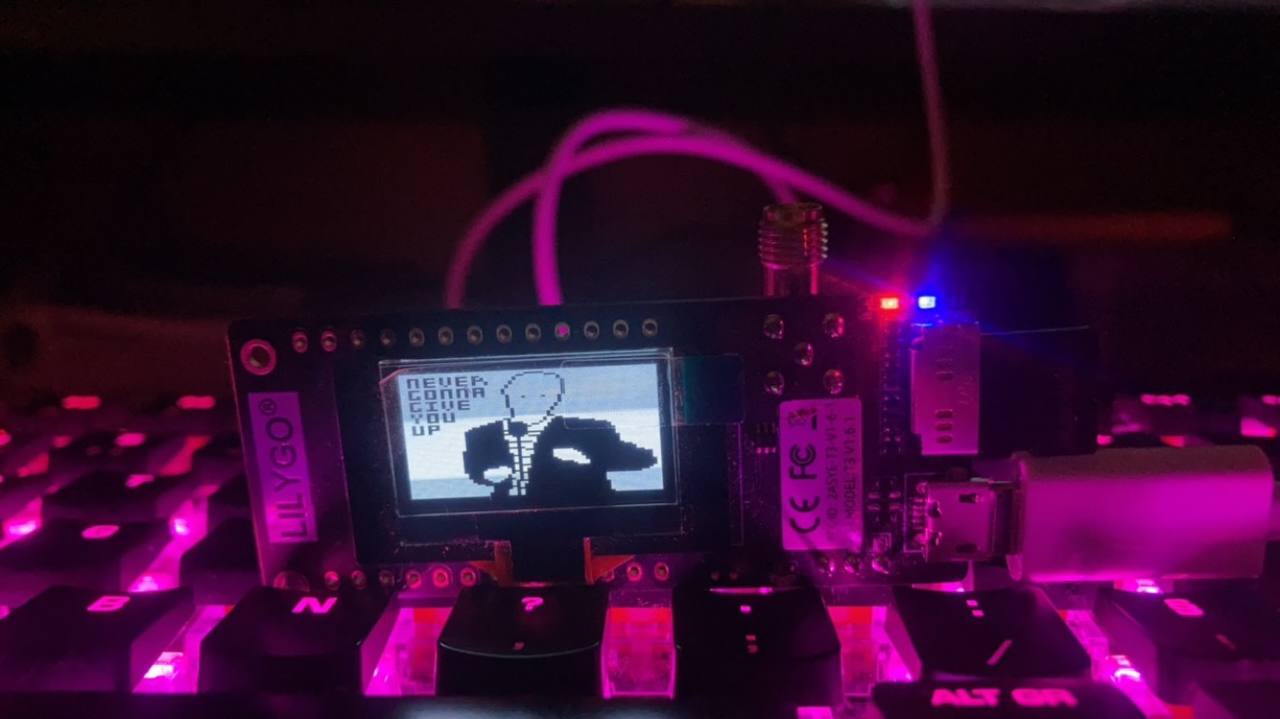 NEVER
GONNA
GIVE
YOU
UP
LILYGO®
CE FC
ID: 2ASYE-T3-V1-6-1
MODEL:T3 V1.6.1
B
N
?
,
.
;
:
/
ALT GR